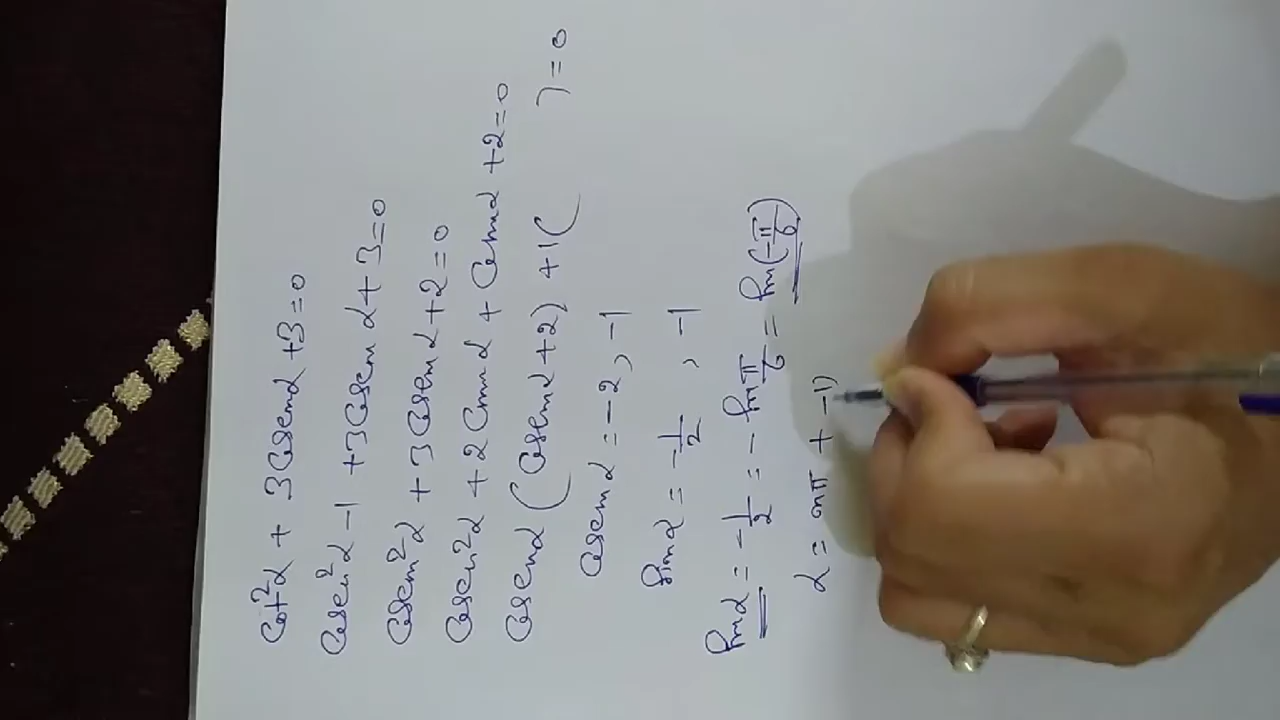 Cot²α + 3Cosecα +3=0
Cosec²α -1 +3Cosecα+3=0
Cosec²α +3Cosecα+2=0
Cosec²α +2Cosecα + Cosecα +2=0
Cosecα (Cosecα+2) +1( )=0
Cosecα = -2, -1
Sinα = -1/2 , -1
Sinα = -1/2 = - Sin π/6 = Sin(-π/6)
α = nπ + -1)